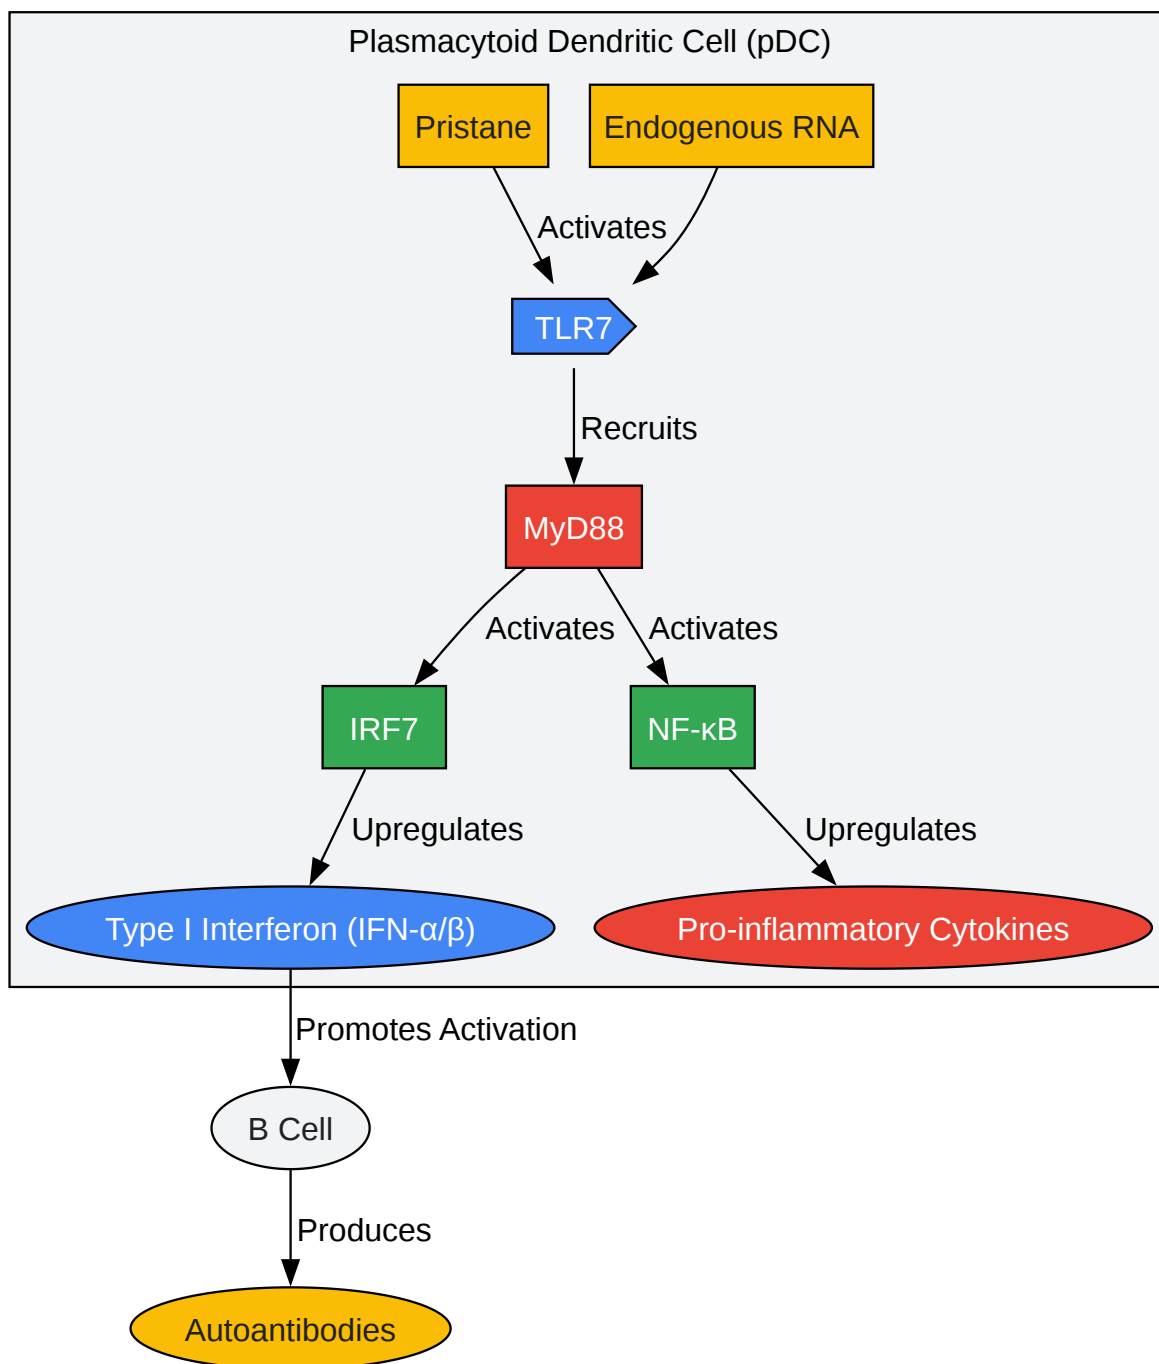 Plasmacytoid Dendritic Cell (pDC)
Pristane
Endogenous RNA
Activates
TLR7
Recruits
MyD88
Activates
Activates
IRF7
NF-κB
Upregulates
Upregulates
Type I Interferon (IFN-α/β)
Pro-inflammatory Cytokines
Promotes Activation
B Cell
Produces
Autoantibodies